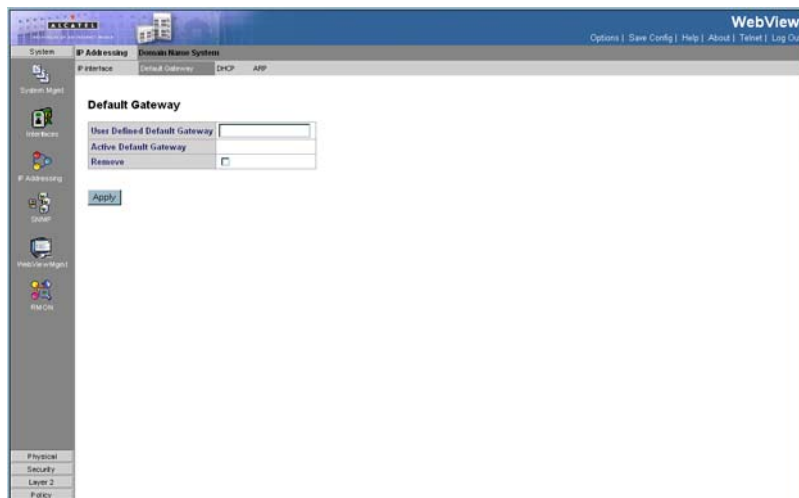 ALCATEL
WebView
Options | Save Config | Help | About | Telnet | Log Ou
System
IP Addressing Domain Name System
IP Interface Default Gateway DHCP ARP
System Mgmt
Interfaces
IP Addressing
SNMP
WebViewMgmt
RMON
Default Gateway
User Defined Default Gateway
Active Default Gateway
Remove
Apply
Physical
Security
Layer 2
Policy